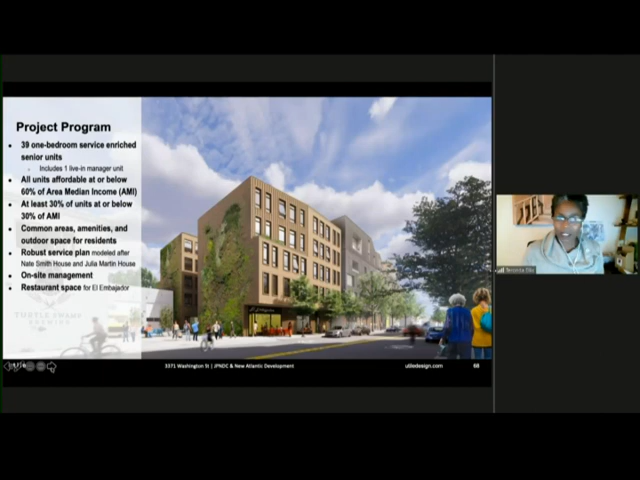 Project Program
• 39 one-bedroom service enriched
senior units
◦ Includes 1 live-in manager unit
• All units affordable at or below
60% of Area Median Income (AMI)
• At least 30% of units at or below
30% of AMI
• Common areas, amenities, and
outdoor space for residents
• Robust service plan modeled after
Nate Smith House and Julia Martin House
• On-site management
• Restaurant space for El Embajador
TURTLE SWAMP
BREWING
3371 Washington St | JPNDC & New Atlantic Development
utiledesign.com
68